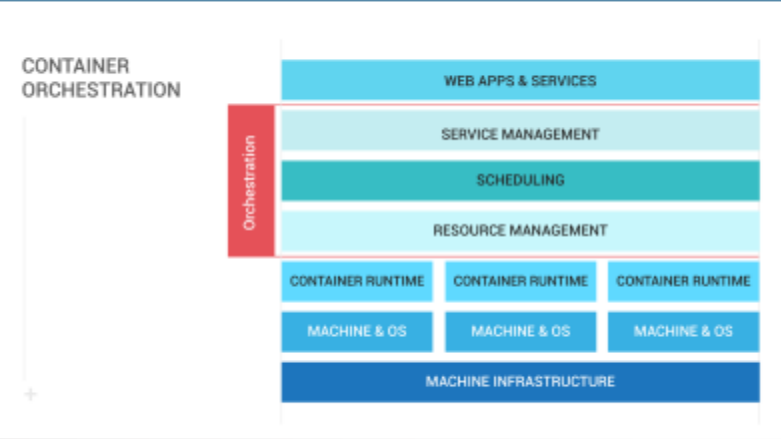 CONTAINER
ORCHESTRATION
WEB APPS & SERVICES
Orchestration
SERVICE MANAGEMENT
SCHEDULING
RESOURCE MANAGEMENT
CONTAINER RUNTIME CONTAINER RUNTIME CONTAINER RUNTIME
MACHINE & OS MACHINE & OS MACHINE & OS
MACHINE INFRASTRUCTURE